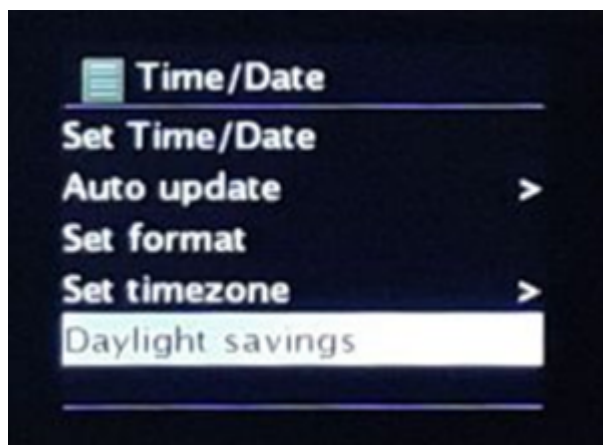 Time/Date
Set Time/Date
Auto update >
Set format
Set timezone >
Daylight savings